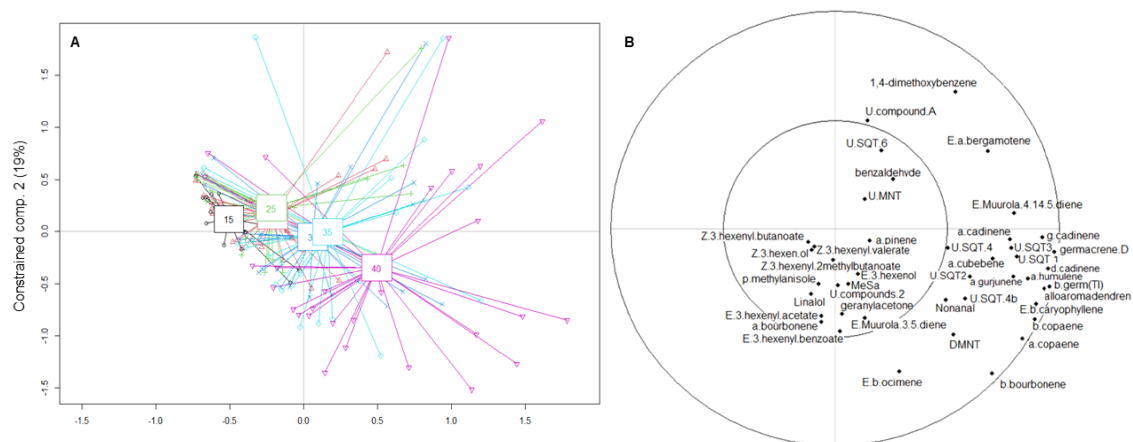 A
Constrained comp. 2 (19%)
1.5
1.0
0.5
0.0
-0.5
-1.0
-1.5
-1.5
-1.0
-0.5
0.0
0.5
1.0
1.5
15
25
3
35
40
B
1,4-dimethoxybenzene
U.compound.A
E.a.bergamotene
U.SQT.6
benzaldehyde
U.MNT
E.Muurola.4.14.5.diene
a.cadinene
g.cadinene
Z.3.hexenyl.butanoate
a.pinene
Z.3.hexenyl.valerate
Z.3.hexen.ol
U.SQT.4
U.SQT3
germacrene.D
U.SQT 1
Z.3.hexenyl.2methylbutanoate
a.cubebene
d.cadinene
E.3.hexenol
U.SQT2
a.gurjunene
a.humulene
p.methylanisole
MeSa
b.germ(TI)
Linalol
U.compounds.2
alloaromadendren
geranylacetone
Nonanal
U.SQT.4b
E.b.caryophyllene
E.3.hexenyl.acetate
a.bourbonene
E.Muurola.3.5.diene
b.copaene
E.3.hexenyl.benzoate
DMNT
a.copaene
E.b.ocimene
b.bourbonene